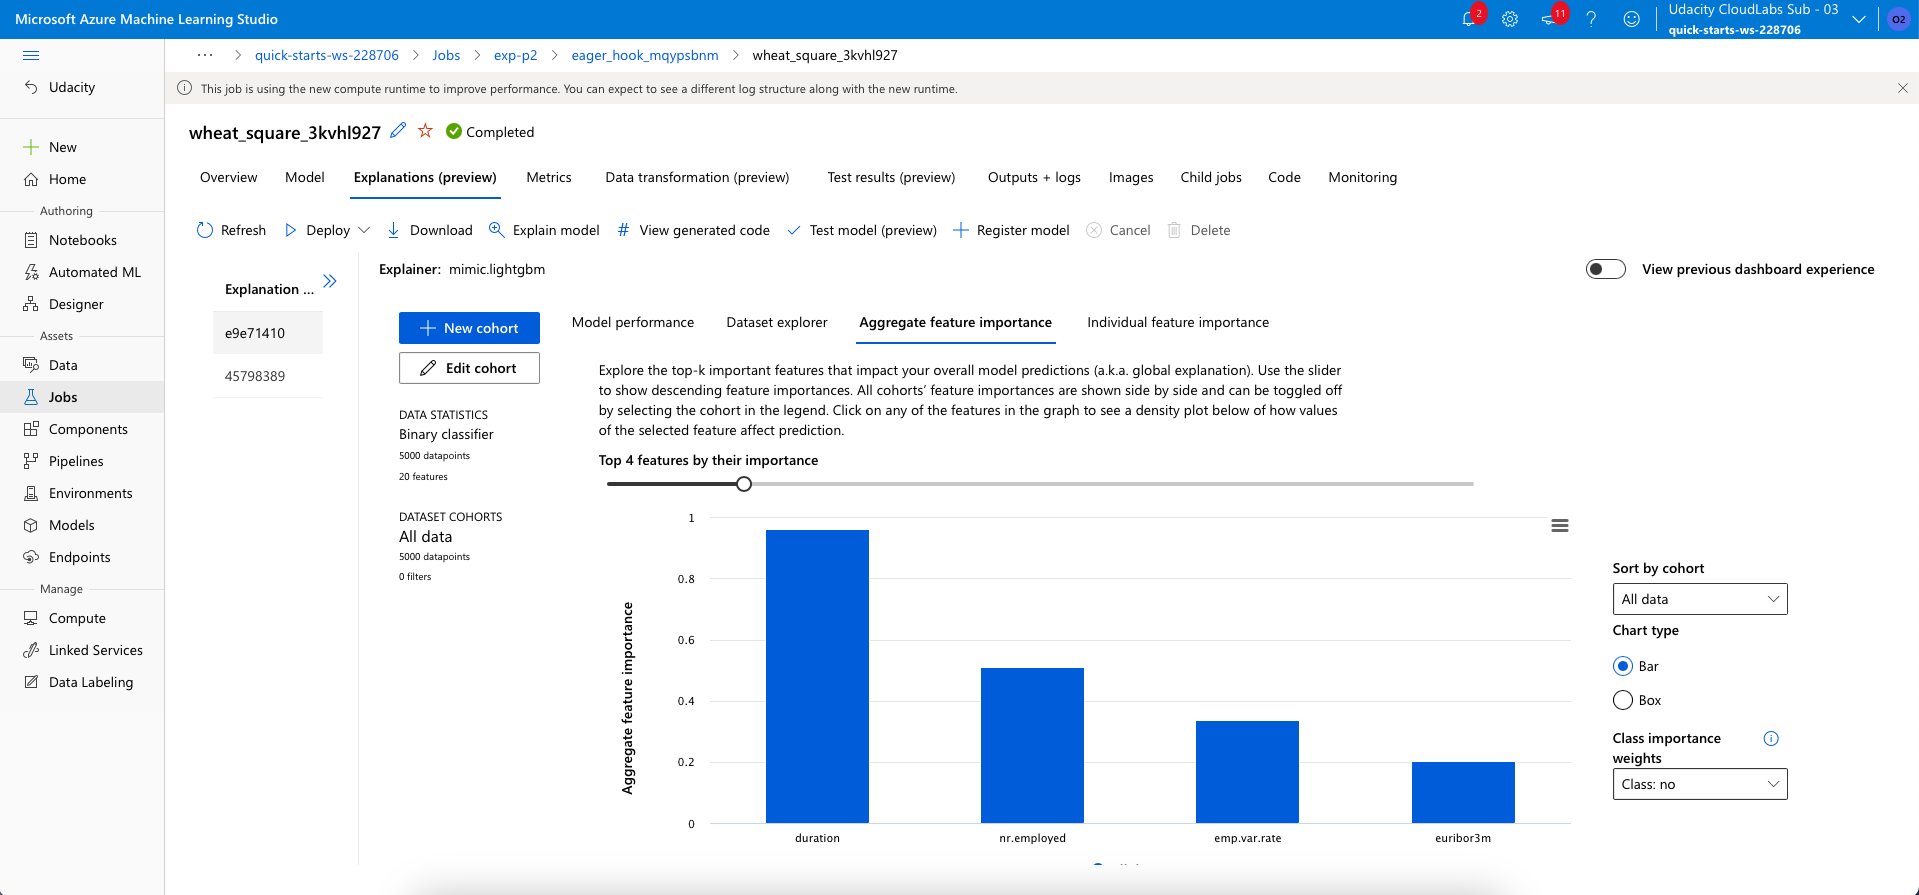 Microsoft Azure Machine Learning Studio
2
11
?
Udacity CloudLabs Sub - 03
quick-starts-ws-228706
O2
Udacity
New
Home
Authoring
Notebooks
Automated ML
Designer
Assets
Data
Jobs
Components
Pipelines
Environments
Models
Endpoints
Manage
Compute
Linked Services
Data Labeling
... > quick-starts-ws-228706 > Jobs > exp-p2 > eager_hook_mqypsbnm > wheat_square_3kvhl927
This job is using the new compute runtime to improve performance. You can expect to see a different log structure along with the new runtime.
wheat_square_3kvhl927 Completed
Overview Model Explanations (preview) Metrics Data transformation (preview) Test results (preview) Outputs + logs Images Child jobs Code Monitoring
Refresh Deploy Download Explain model # View generated code Test model (preview) Register model Cancel Delete
Explanation ...
e9e71410
45798389
Explainer: mimic.lightgbm
View previous dashboard experience
New cohort
Edit cohort
DATA STATISTICS
Binary classifier
5000 datapoints
20 features
DATASET COHORTS
All data
5000 datapoints
0 filters
Model performance Dataset explorer Aggregate feature importance Individual feature importance
Explore the top-k important features that impact your overall model predictions (a.k.a. global explanation). Use the slider
to show descending feature importances. All cohorts' feature importances are shown side by side and can be toggled off
by selecting the cohort in the legend. Click on any of the features in the graph to see a density plot below of how values
of the selected feature affect prediction.
Top 4 features by their importance
Aggregate feature importance
1
0.8
0.6
0.4
0.2
0
duration nr.employed emp.var.rate euribor3m
Sort by cohort
All data
Chart type
Bar
Box
Class importance
weights
Class: no